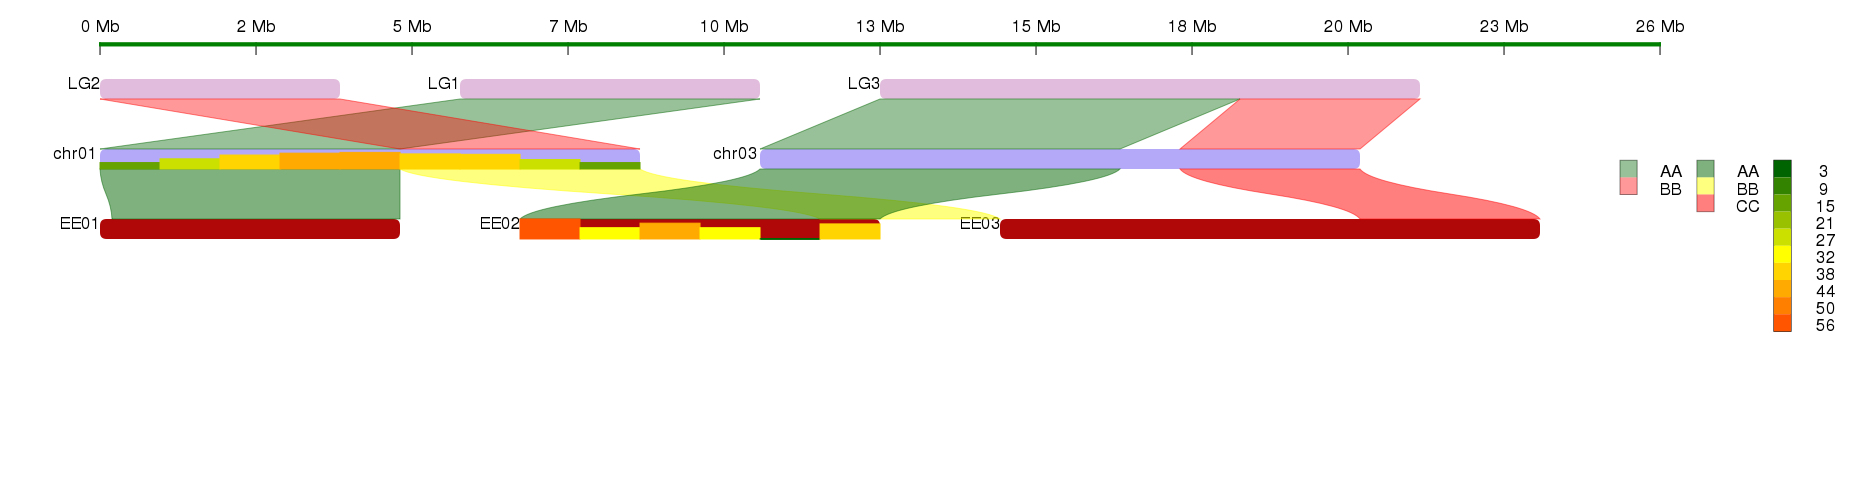 0 Mb 2 Mb 5 Mb 7 Mb 10 Mb 13 Mb 15 Mb 18 Mb 20 Mb 23 Mb 26 Mb
LG2 LG1 LG3
chr01 chr03
AA AA 3
BB BB 9
CC 15
21
EE01 EE02 EE03
27
32
38
44
50
56